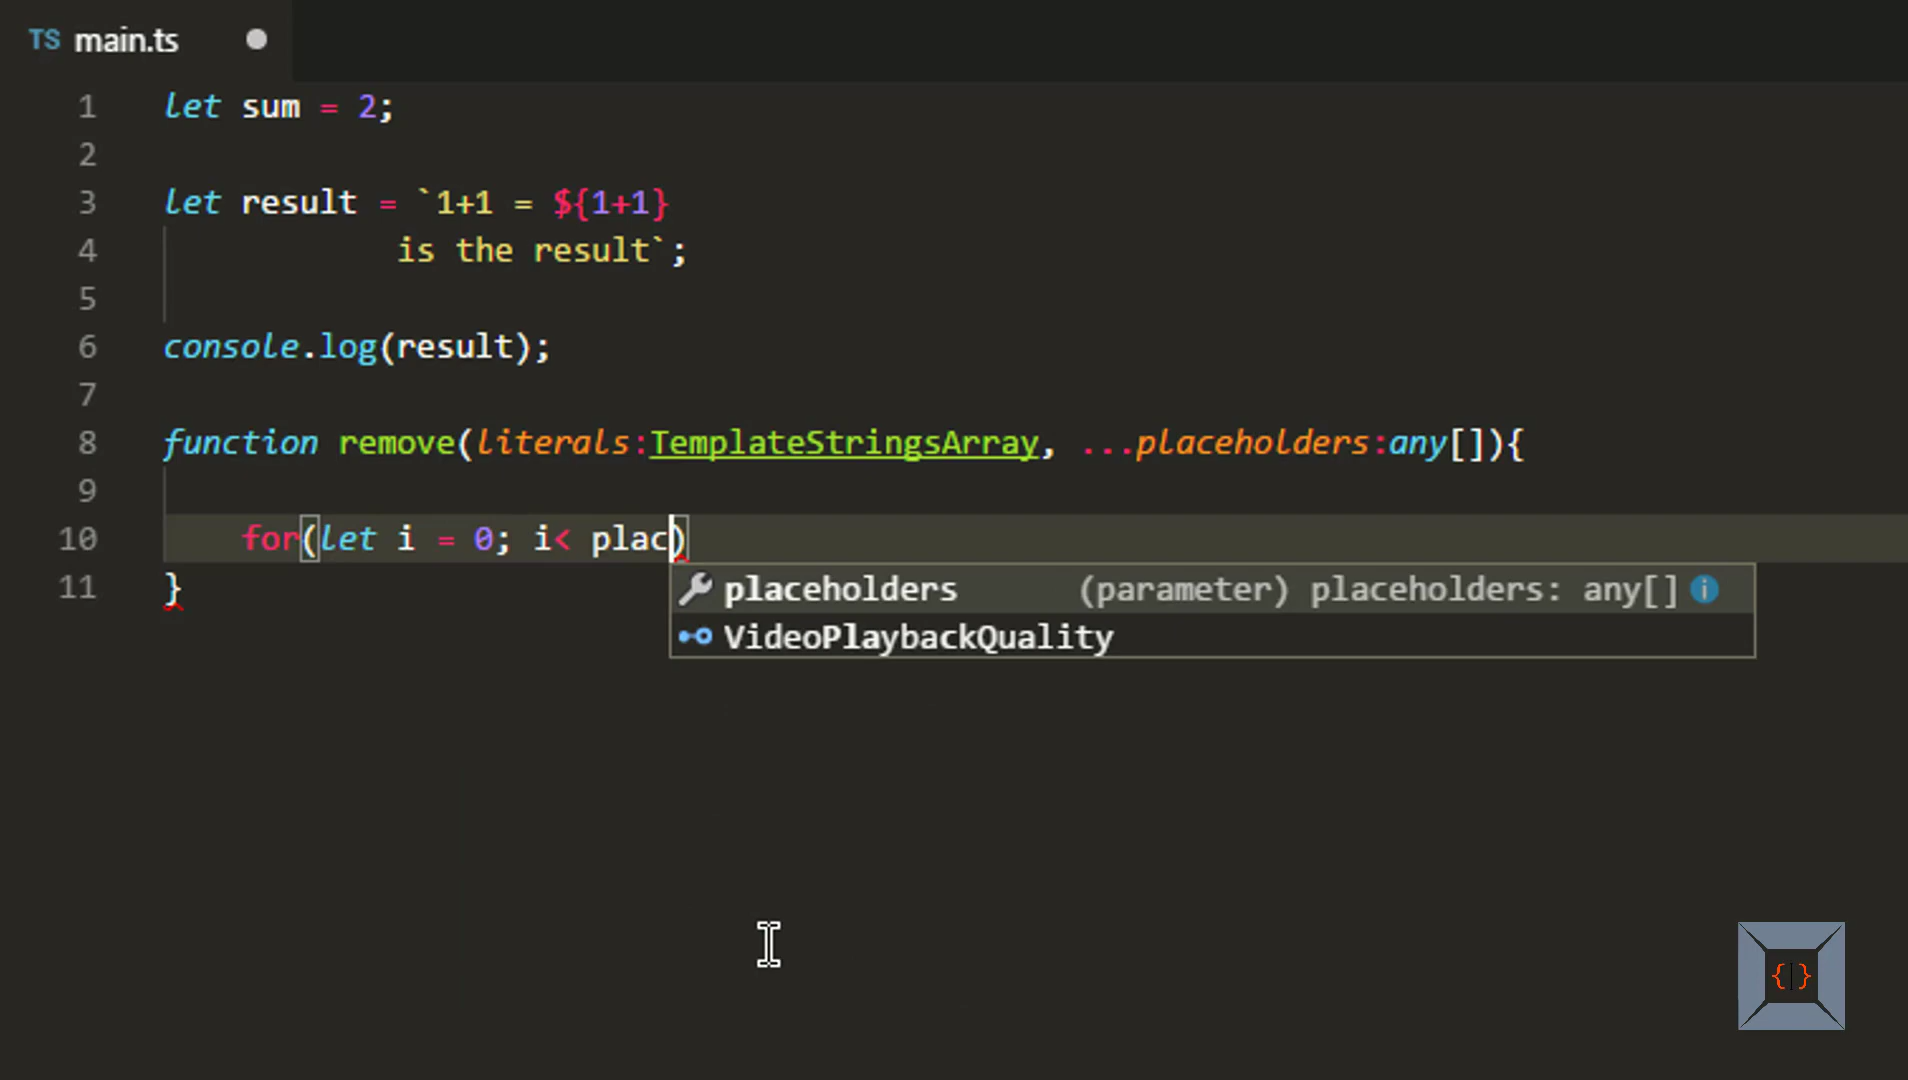 TS main.ts
1 let sum = 2;
2
3 let result = `1+1 = ${1+1}
4 is the result`;
5
6 console.log(result);
7
8 function remove(literals:TemplateStringsArray, ...placeholders:any[]){
9
10 for(let i = 0; i< plac)
11 }
placeholders (parameter) placeholders: any[] i
VideoPlaybackQuality
{|}